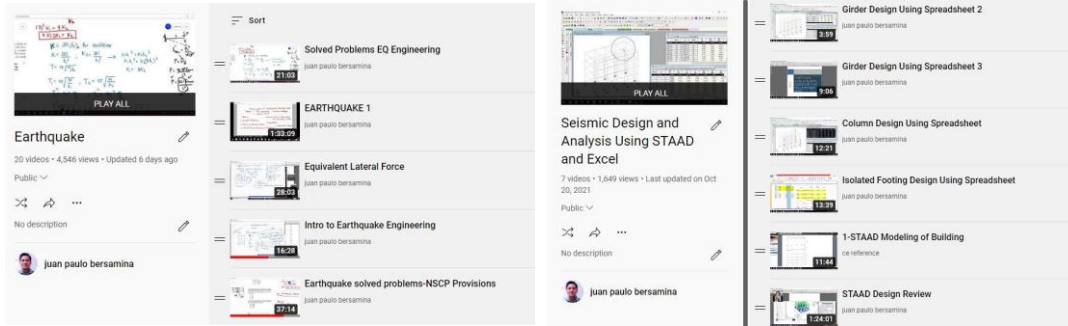 PLAY ALL
Earthquake
20 videos • 4,546 views • Updated 6 days ago
Public
No description
juan paulo bersamina
Sort
21:03
Solved Problems EQ Engineering
juan paulo bersamina
1:33:09
EARTHQUAKE 1
juan paulo bersamina
28:03
Equivalent Lateral Force
juan paulo bersamina
16:28
Intro to Earthquake Engineering
juan paulo bersamina
37:14
Earthquake solved problems-NSCP Provisions
juan paulo bersamina
PLAY ALL
Seismic Design and
Analysis Using STAAD
and Excel
7 videos • 1,649 views • Last updated on Oct
20, 2021
Public
No description
juan paulo bersamina
3:59
Girder Design Using Spreadsheet 2
juan paulo bersamina
9:06
Girder Design Using Spreadsheet 3
juan paulo bersamina
12:21
Column Design Using Spreadsheet
juan paulo bersamina
13:39
Isolated Footing Design Using Spreadsheet
juan paulo bersamina
11:44
1-STAAD Modeling of Building
ce reference
1:24:01
STAAD Design Review
juan paulo bersamina